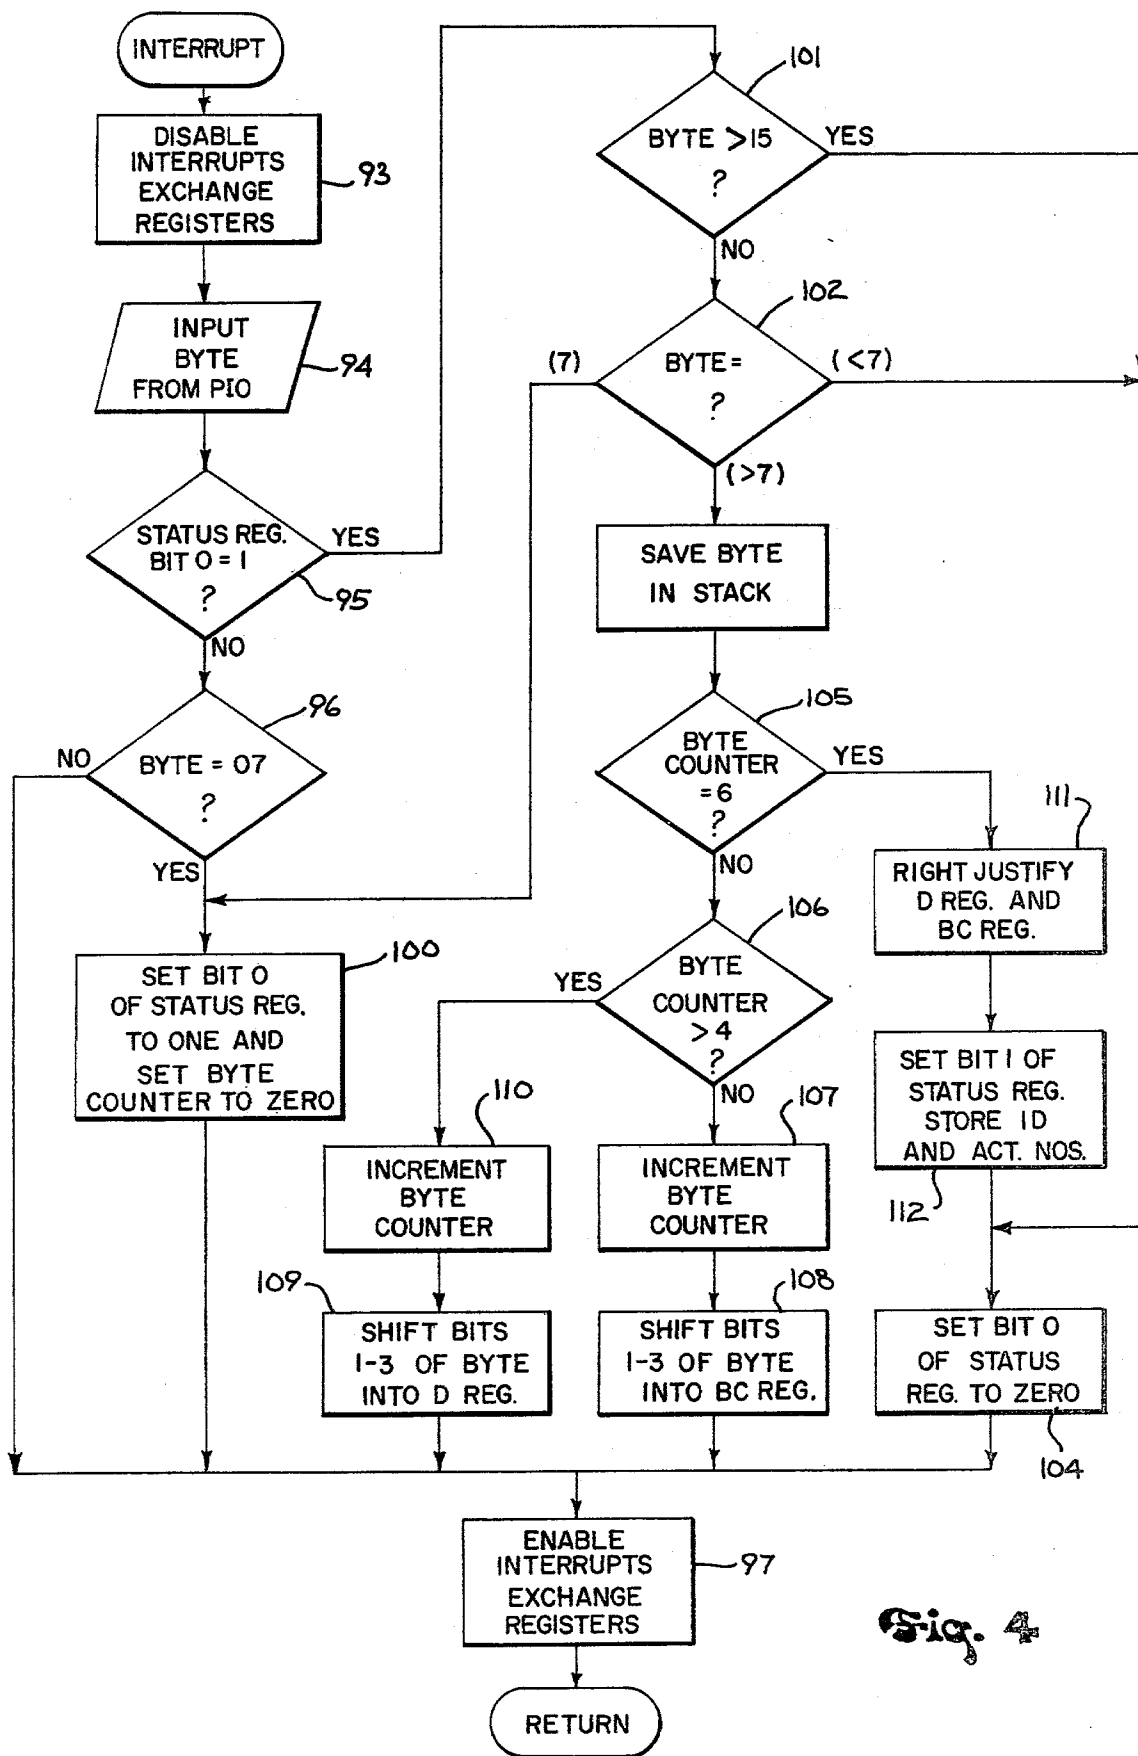 INTERRUPT
DISABLE
INTERRUPTS
EXCHANGE
REGISTERS
93
INPUT
BYTE
FROM PIO
94
STATUS REG.
BIT 0 = 1
?
YES
95
NO
96
NO
BYTE = 07
?
YES
100
SET BIT 0
OF STATUS REG.
TO ONE AND
SET BYTE
COUNTER TO ZERO
101
BYTE >15
?
YES
NO
102
(7)
BYTE =
?
(<7)
(>7)
SAVE BYTE
IN STACK
105
BYTE
COUNTER
=6
?
YES
NO
106
YES
BYTE
COUNTER
>4
?
NO
110
INCREMENT
BYTE
COUNTER
109
SHIFT BITS
1-3 OF BYTE
INTO D REG.
107
INCREMENT
BYTE
COUNTER
108
SHIFT BITS
1-3 OF BYTE
INTO BC REG.
111
RIGHT JUSTIFY
D REG. AND
BC REG.
SET BIT 1 OF
STATUS REG.
STORE ID
AND ACT. NOS.
112
SET BIT 0
OF STATUS
REG. TO ZERO
104
ENABLE
INTERRUPTS
EXCHANGE
REGISTERS
97
RETURN
Fig. 4